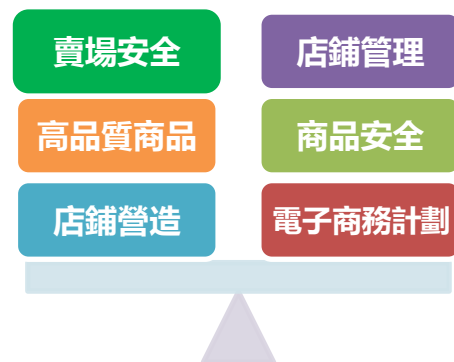 賣場安全
店鋪管理
高品質商品
商品安全
店鋪營造
電子商務計劃